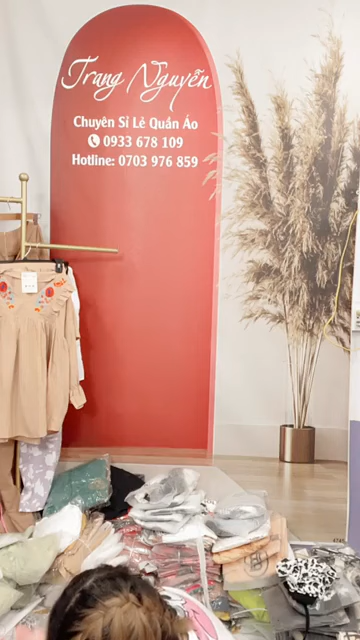 Trang Nguyễn
Chuyên Sỉ Lẻ Quần Áo
0933 678 109
Hotline: 0703 976 859